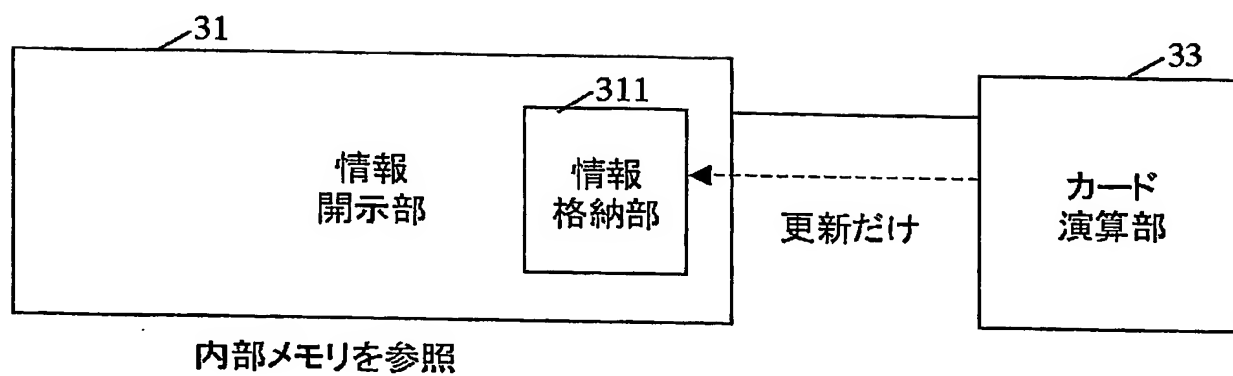 31
33
311
情報
開示部
情報
格納部
更新だけ
カード
演算部
内部メモリを参照